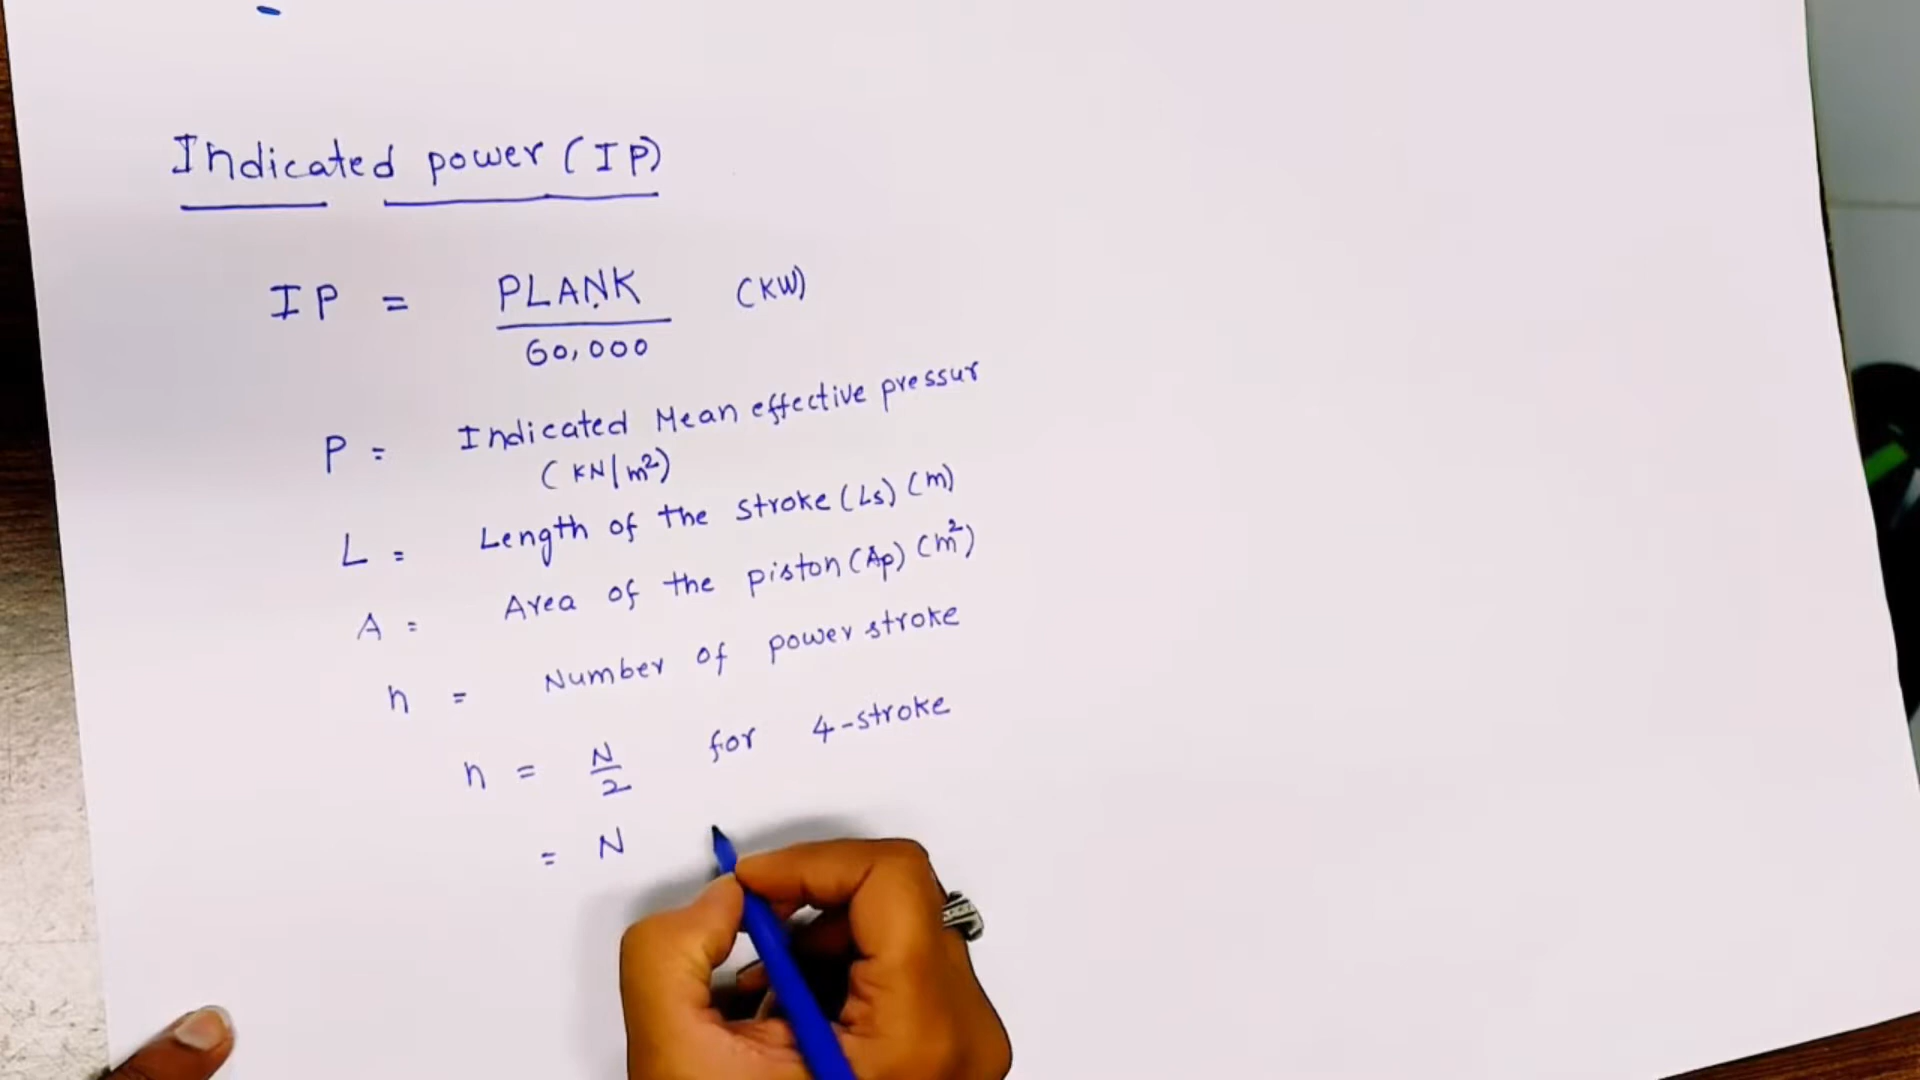 Indicated power (IP)
IP = PLANK (KW)
60,000
P = Indicated Mean effective pressur
(KN/m²)
L = Length of the stroke (Ls) (m)
A = Area of the piston (Ap) (m²)
n = Number of power stroke
n = N/2 for 4-stroke
= N